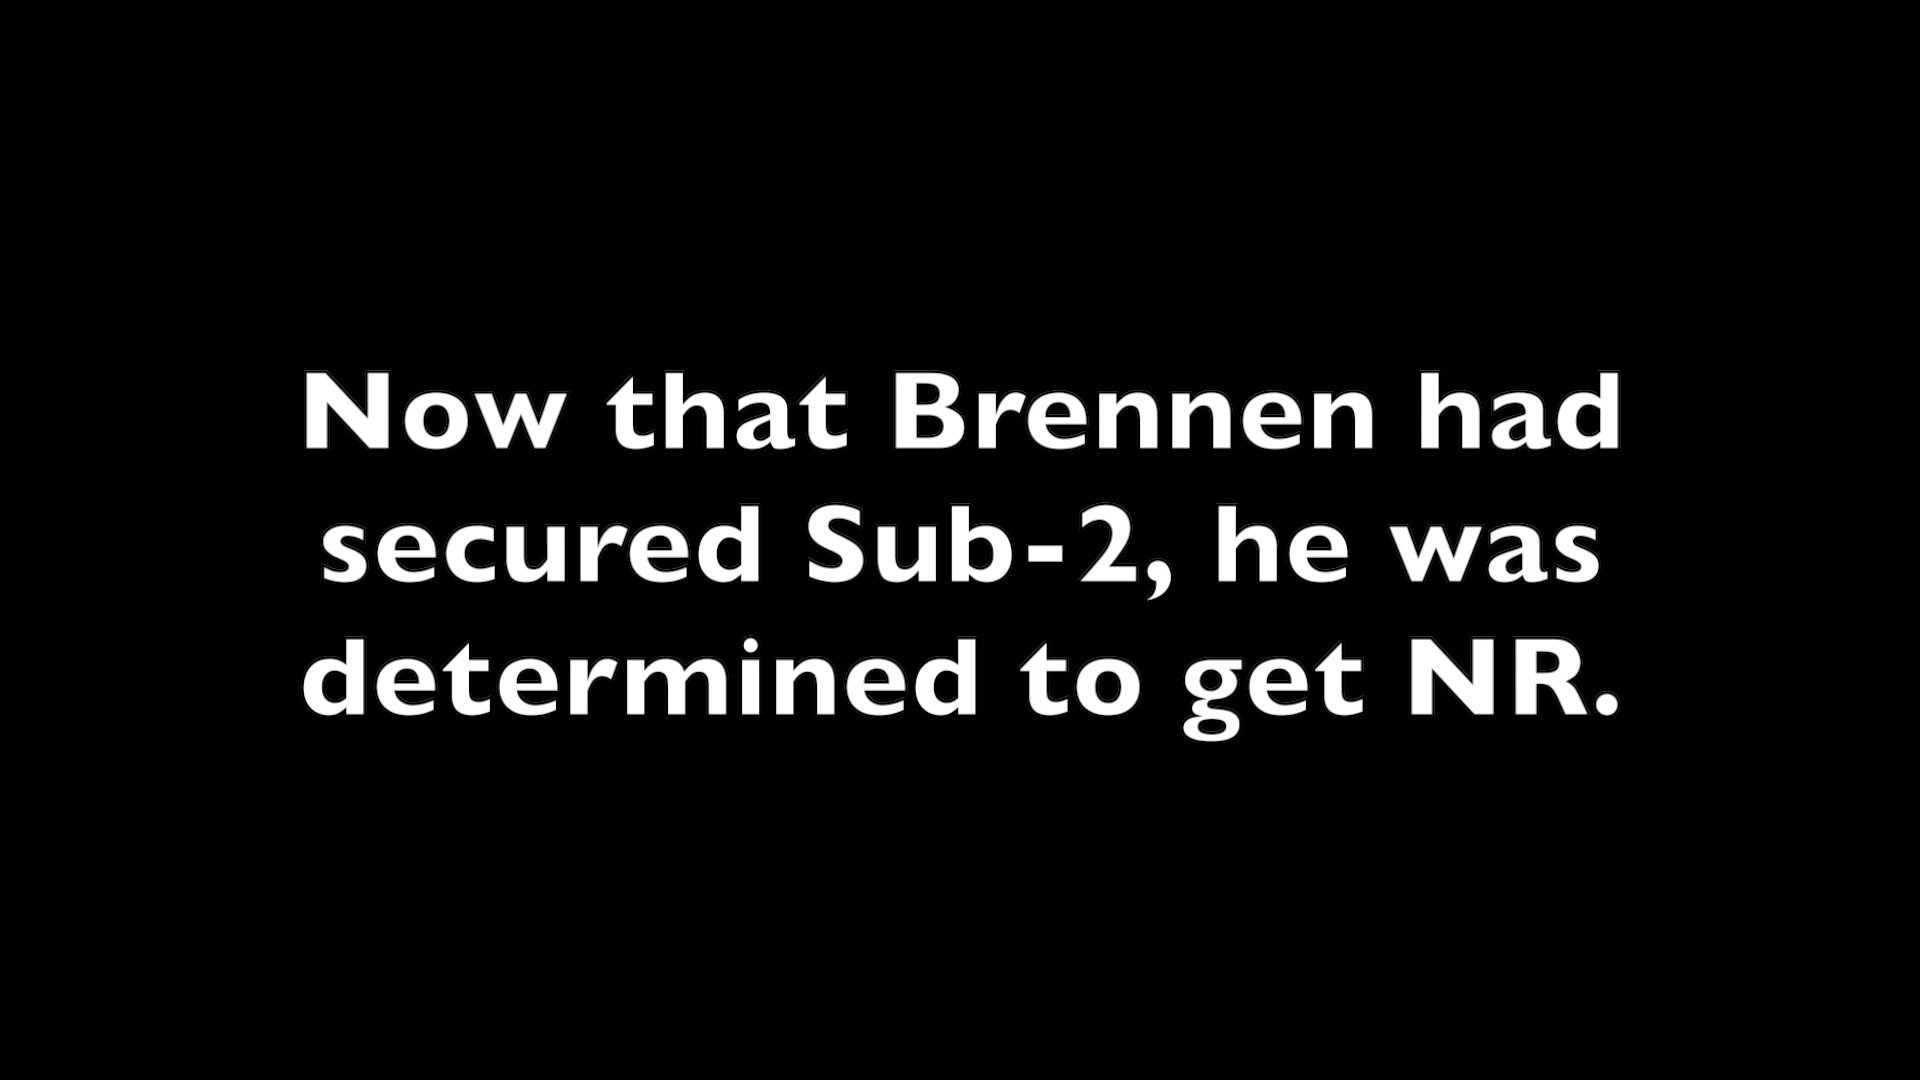 Now that Brennen had
secured Sub-2, he was
determined to get NR.